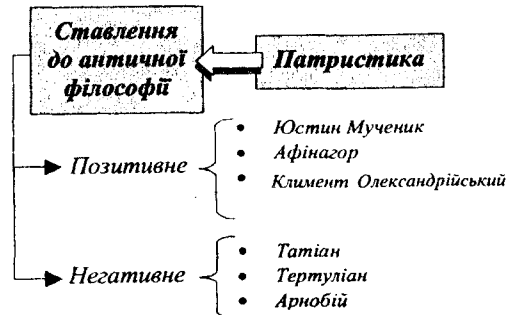 Ставлення
до античної
філософії
Патристика
Позитивне
• Юстин Мученик
• Афінагор
• Климент Олександрійський
Негативне
• Татіан
• Тертуліан
• Арнобій